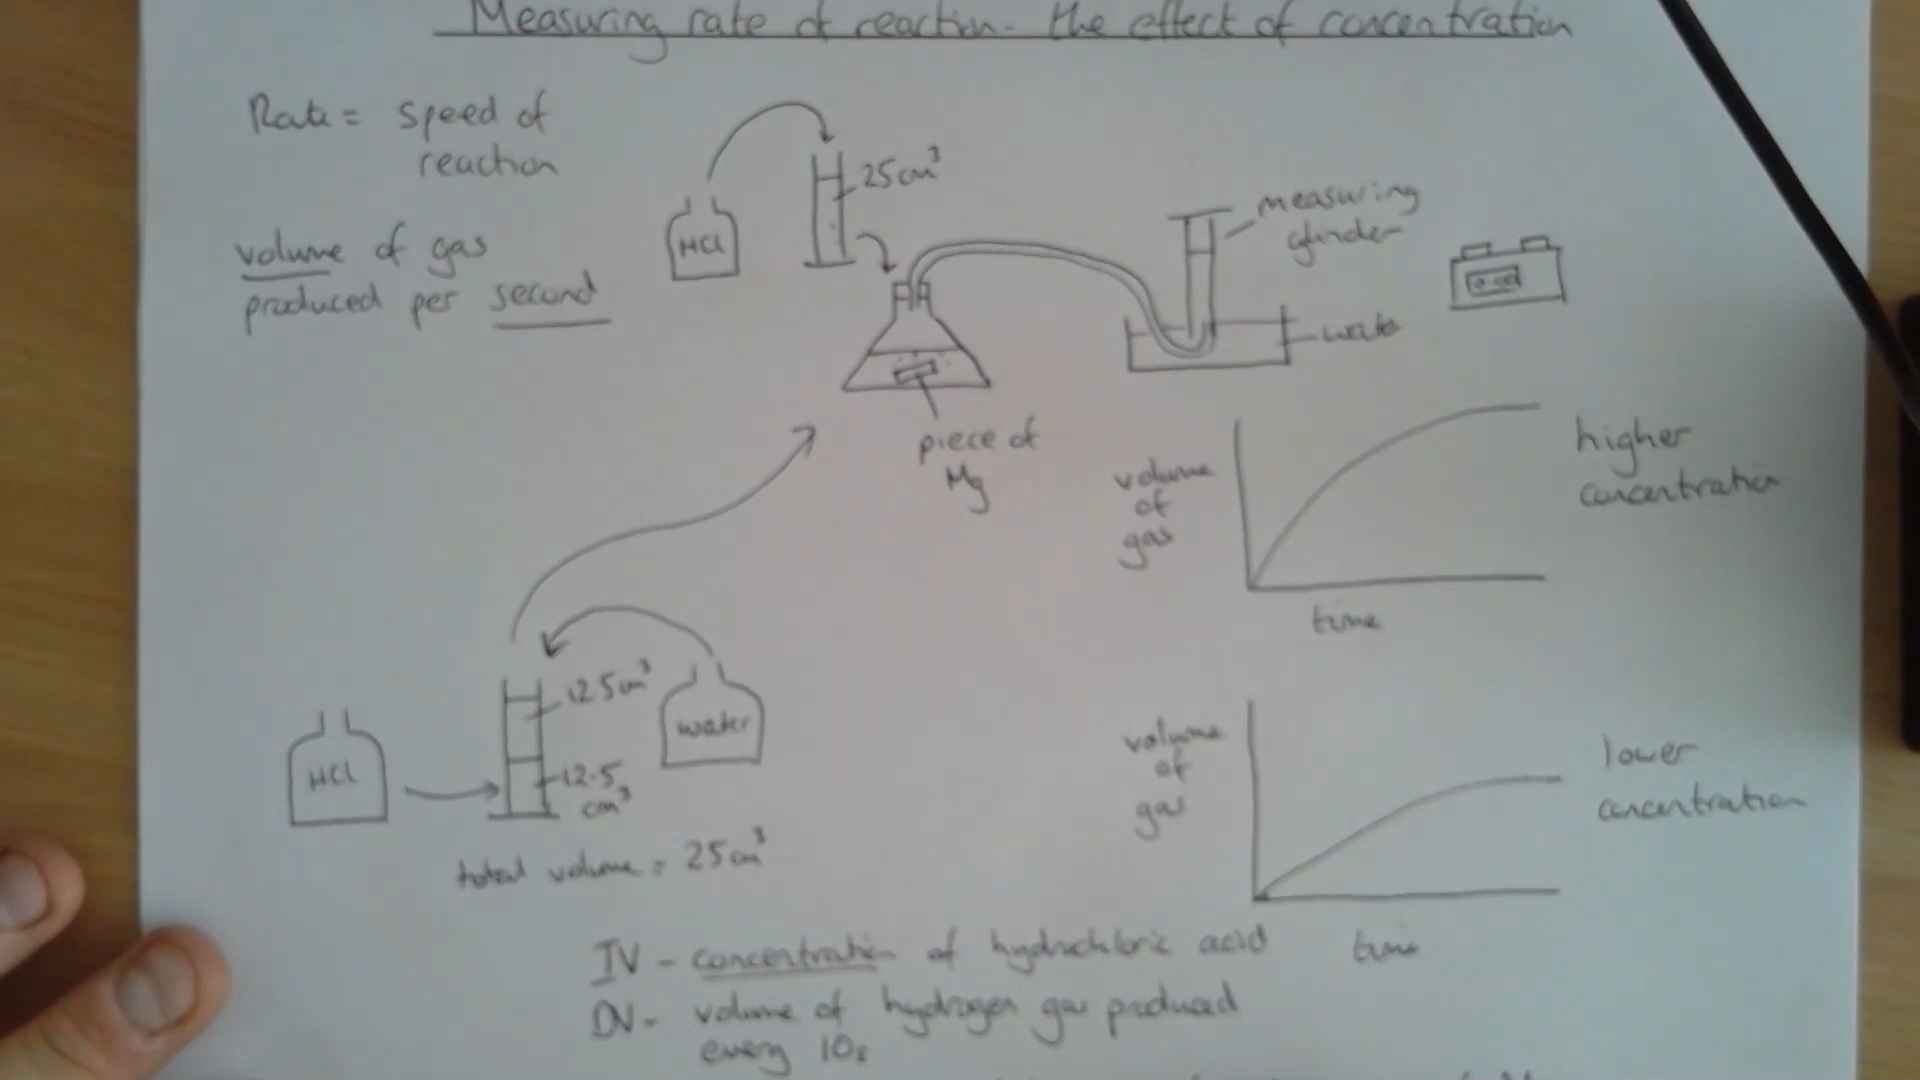 Measuring rate of reaction - the effect of concentration
Rate = speed of
reaction
volume of gas
produced per second
HCl
25cm³
measuring
cylinder
water
piece of
Mg
volume
of
gas
time
higher
concentration
HCl
12.5cm³
12.5
cm³
water
total volume = 25cm³
volume
of
gas
time
lower
concentration
IV - concentration of hydrochloric acid
DV - volume of hydrogen gas produced
every 10s